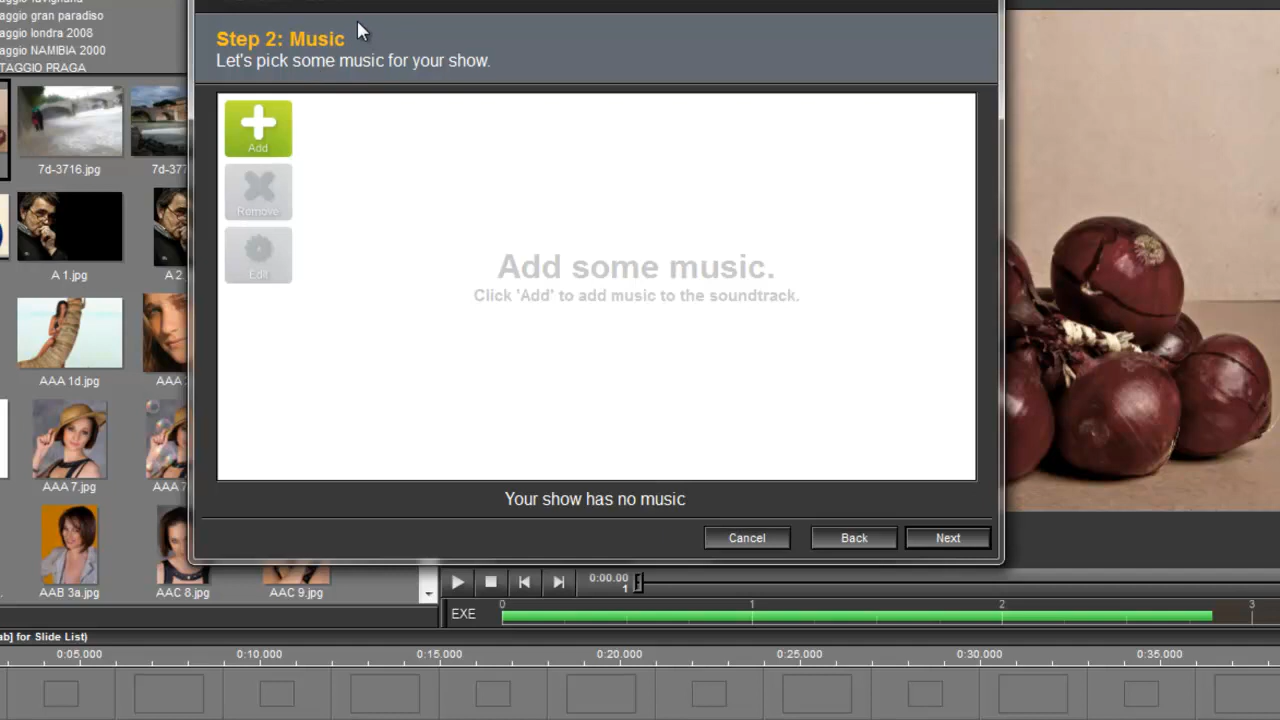 aggio lavignana
aggio gran paradiso
aggio londra 2008
aggio NAMIBIA 2000
TAGGIO PRAGA
Step 2: Music
Let's pick some music for your show.
Add
Remove
Edit
Add some music.
Click 'Add' to add music to the soundtrack.
Your show has no music
Cancel
Back
Next
7d-3716.jpg
7d-377
A 1.jpg
A 2.
AAA 1d.jpg
AAA
AAA 7.jpg
AAA 7
AAB 3a.jpg
AAC 8.jpg
AAC 9.jpg
0:00.00
1
EXE
0 1 2 3
ab] for Slide List)
0:05.000 0:10.000 0:15.000 0:20.000 0:25.000 0:30.000 0:35.000